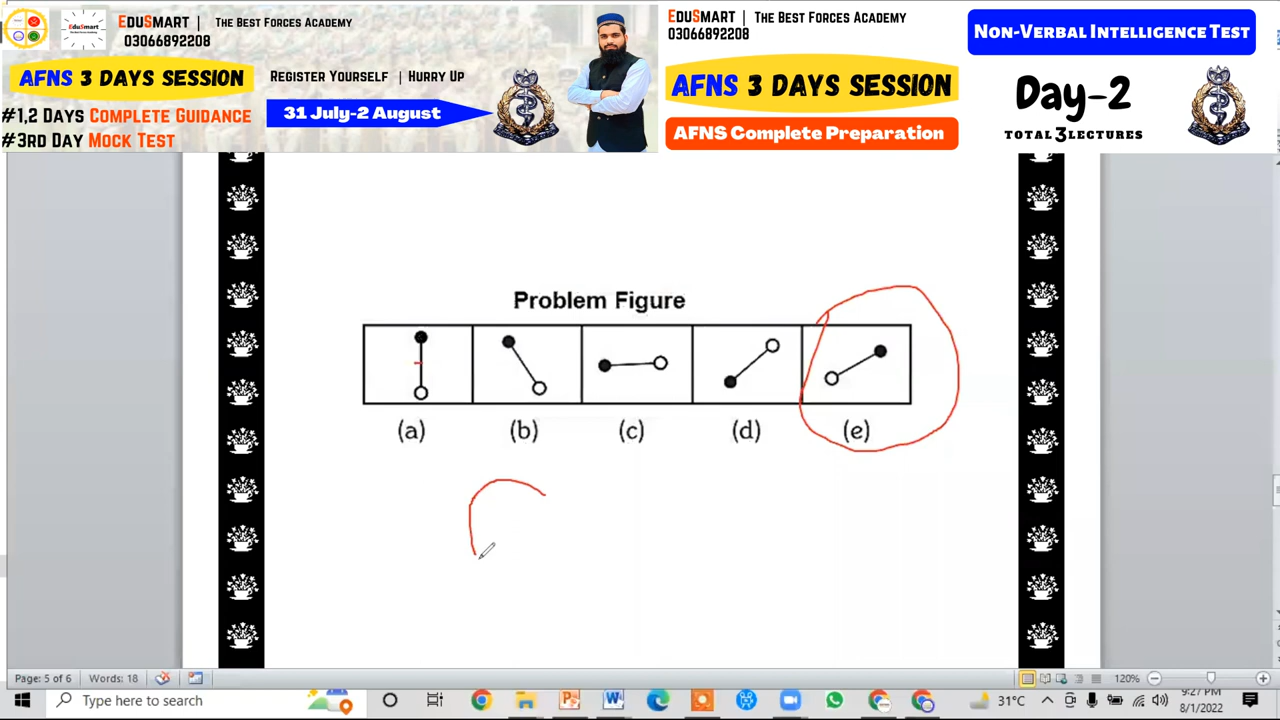 EduSmart | The Best Forces Academy
03066892208
AFNS 3 DAYS SESSION
Register Yourself | Hurry Up
31 July-2 August
#1,2 Days Complete Guidance
#3rd Day Mock Test
EduSmart | The Best Forces Academy
03066892208
AFNS 3 DAYS SESSION
AFNS Complete Preparation
Non-Verbal Intelligence Test
Day-2
Total 3 Lectures
Problem Figure
(a) (b) (c) (d) (e)
Page: 5 of 6 Words: 18 120%
Type here to search
31°C
9:27 PM
8/1/2022